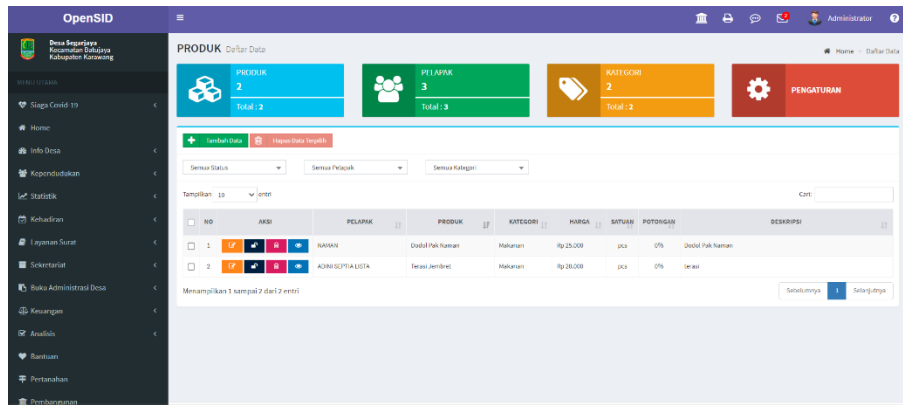 OpenSID
2
Administrator
Desa Segarjaya
Kecamatan Batujaya
Kabupaten Karawang
PRODUK Daftar Data
Home
Daftar Data
MENU UTAMA
Siaga Covid-19
Home
Info Desa
Kependudukan
Statistik
Kehadiran
Layanan Surat
Sekretariat
Buku Administrasi Desa
Keuangan
Analisis
Bantuan
Pertanahan
Pembangunan
PRODUK
2
Total : 2
PELAPAK
3
Total : 3
KATEGORI
2
Total : 2
PENGATURAN
Tambah Data
Hapus Data Terpilih
Semua Status
Semua Pelapak
Semua Kategori
Tampilkan 10 entri
Cari:
NO AKSI PELAPAK PRODUK KATEGORI HARGA SATUAN POTONGAN DESKRIPSI
1 NAMAN Dodol Pak Naman Makanan Rp 25.000 pcs 0% Dodol Pak Naman
2 ADINI SEPTIA LISTA Terasi Jembret Makanan Rp 20.000 pcs 0% terasi
Menampilkan 1 sampai 2 dari 2 entri
Sebelumnya 1 Selanjutnya